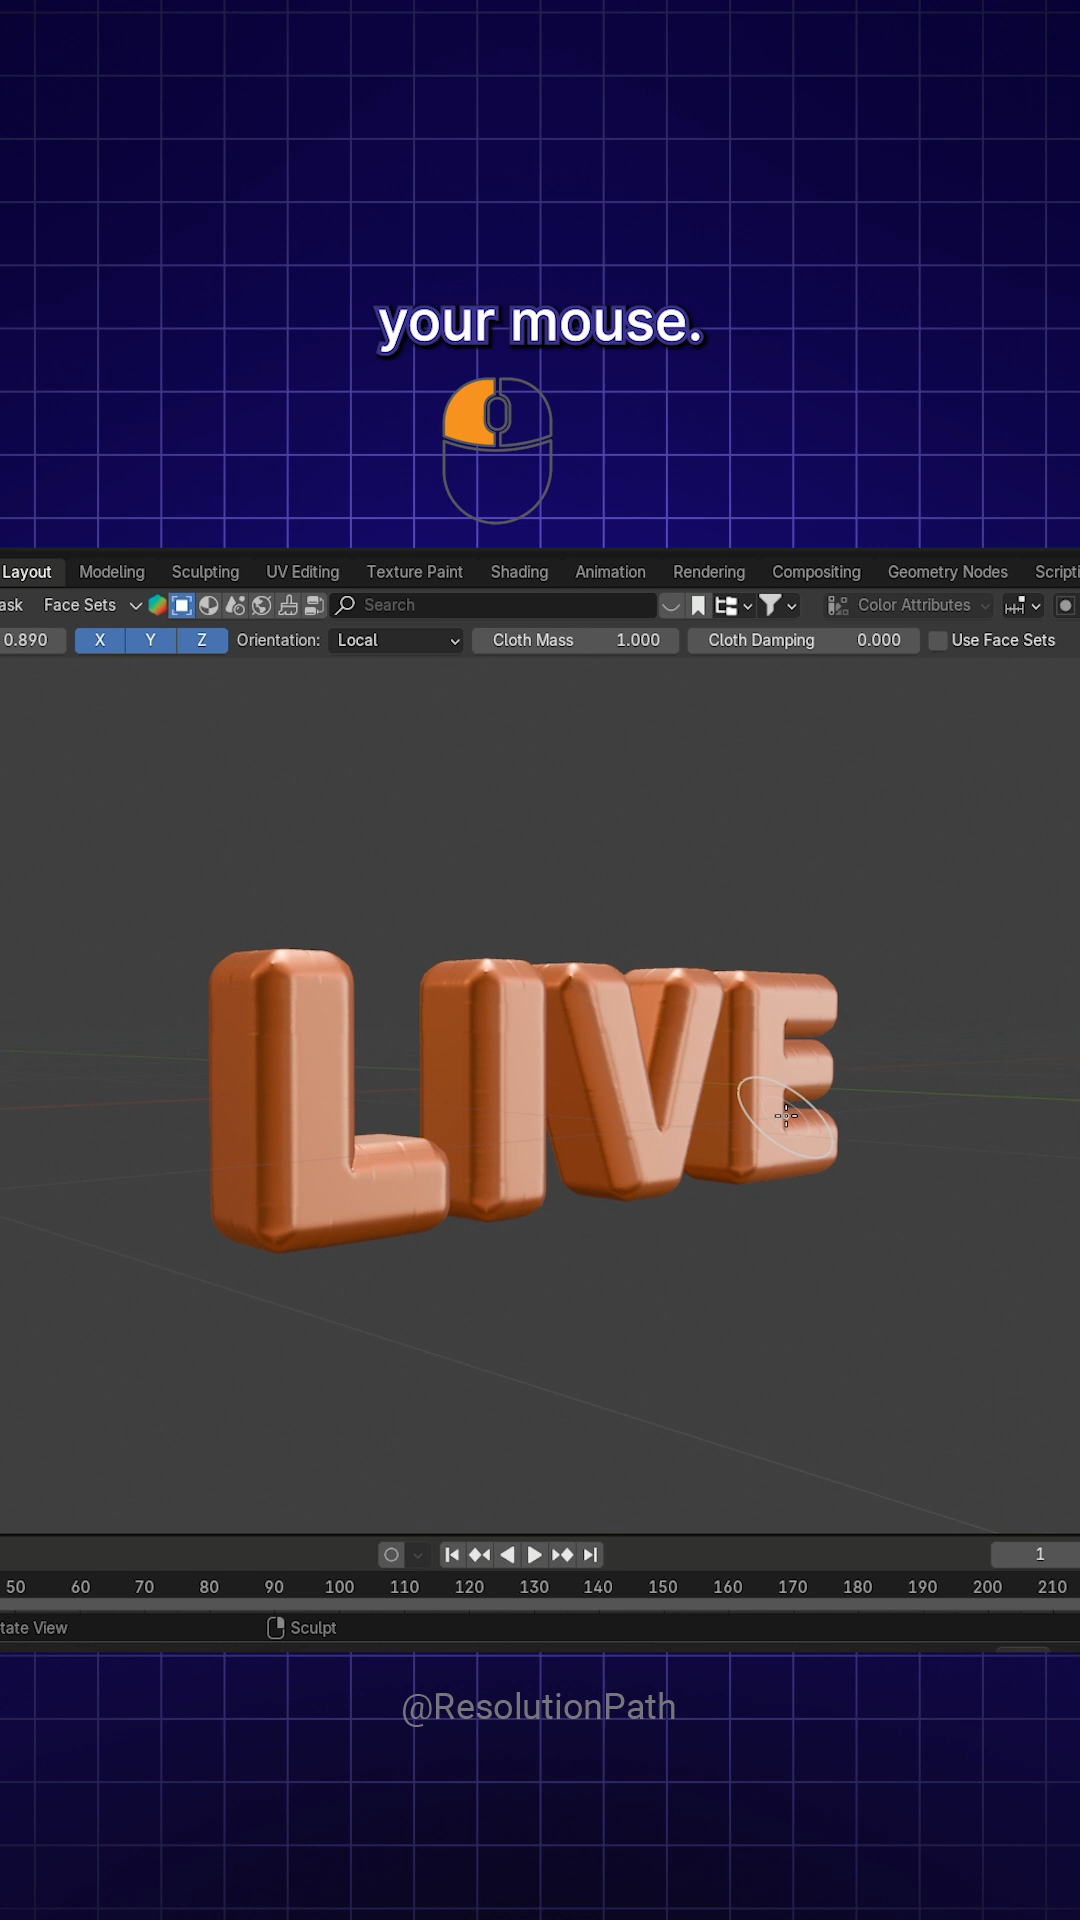 your mouse.
Layout Modeling Sculpting UV Editing Texture Paint Shading Animation Rendering Compositing Geometry Nodes Scripti
ask Face Sets Search Color Attributes
0.890 X Y Z Orientation: Local Cloth Mass 1.000 Cloth Damping 0.000 Use Face Sets
LIVE
1
50 60 70 80 90 100 110 120 130 140 150 160 170 180 190 200 210
tate View Sculpt
@ResolutionPath